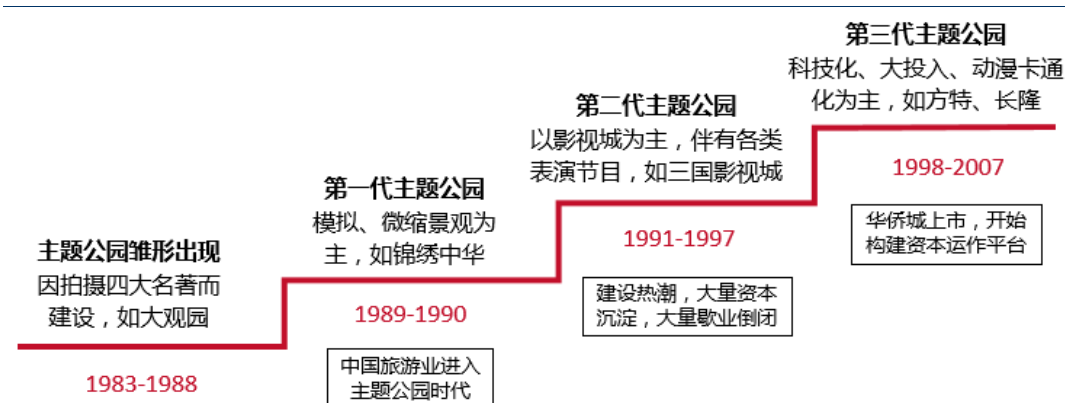 主题公园雏形出现
因拍摄四大名著而
建设，如大观园
1983-1988
第一代主题公园
模拟、微缩景观为
主，如锦绣中华
1989-1990
中国旅游业进入
主题公园时代
第二代主题公园
以影视城为主，伴有各类
表演节目，如三国影视城
1991-1997
建设热潮，大量资本
沉淀，大量歇业倒闭
第三代主题公园
科技化、大投入、动漫卡通
化为主，如方特、长隆
1998-2007
华侨城上市，开始
构建资本运作平台